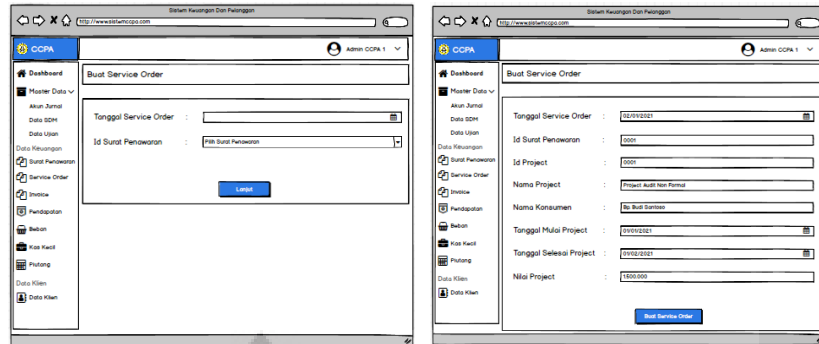 Sistem Keuangan Dan Pelanggan
http://www.sistemccpa.com
CCPA
Admin CCPA 1
Dashboard
Master Data
Akun Jurnal
Data SDM
Data Ujian
Data Keuangan
Surat Penawaran
Service Order
Invoice
Pendapatan
Beban
Kas Kecil
Piutang
Data Klien
Data Klien
Buat Service Order
Tanggal Service Order :
Id Surat Penawaran : Pilih Surat Penawaran
Lanjut
Sistem Keuangan Dan Pelanggan
http://www.sistemccpa.com
CCPA
Admin CCPA 1
Dashboard
Master Data
Akun Jurnal
Data SDM
Data Ujian
Data Keuangan
Surat Penawaran
Service Order
Invoice
Pendapatan
Beban
Kas Kecil
Piutang
Data Klien
Data Klien
Buat Service Order
Tanggal Service Order : 02/01/2021
Id Surat Penawaran : 0001
Id Project : 0001
Nama Project : Project Audit Non Formal
Nama Konsumen : Bp. Budi Santoso
Tanggal Mulai Project : 01/01/2021
Tanggal Selesai Project : 01/02/2021
Nilai Project : 1.500.000
Buat Service Order